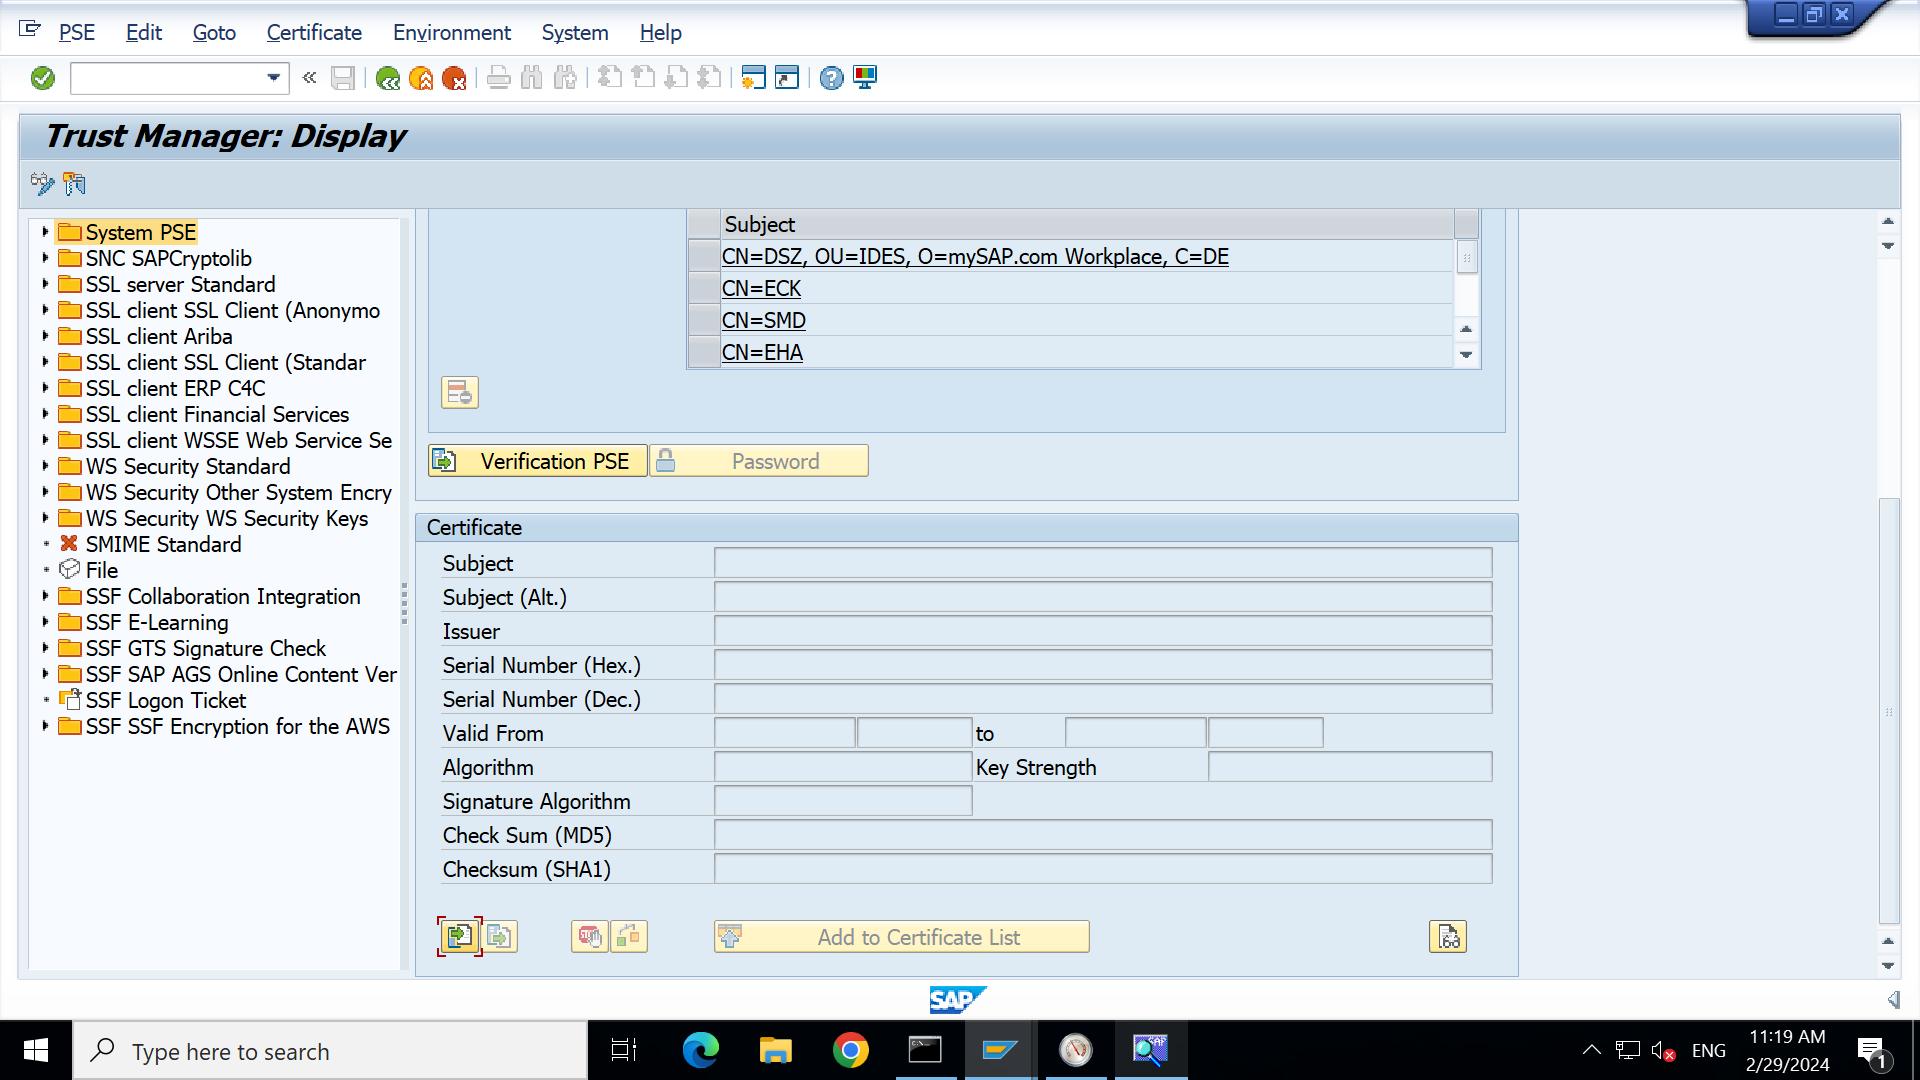 PSE Edit Goto Certificate Environment System Help
Trust Manager: Display
System PSE
SNC SAPCryptolib
SSL server Standard
SSL client SSL Client (Anonymo
SSL client Ariba
SSL client SSL Client (Standar
SSL client ERP C4C
SSL client Financial Services
SSL client WSSE Web Service Se
WS Security Standard
WS Security Other System Encry
WS Security WS Security Keys
SMIME Standard
File
SSF Collaboration Integration
SSF E-Learning
SSF GTS Signature Check
SSF SAP AGS Online Content Ver
SSF Logon Ticket
SSF SSF Encryption for the AWS
Subject
CN=DSZ, OU=IDES, O=mySAP.com Workplace, C=DE
CN=ECK
CN=SMD
CN=EHA
Verification PSE Password
Certificate
Subject
Subject (Alt.)
Issuer
Serial Number (Hex.)
Serial Number (Dec.)
Valid From to
Algorithm Key Strength
Signature Algorithm
Check Sum (MD5)
Checksum (SHA1)
Add to Certificate List
SAP
Type here to search
ENG
11:19 AM
2/29/2024
1